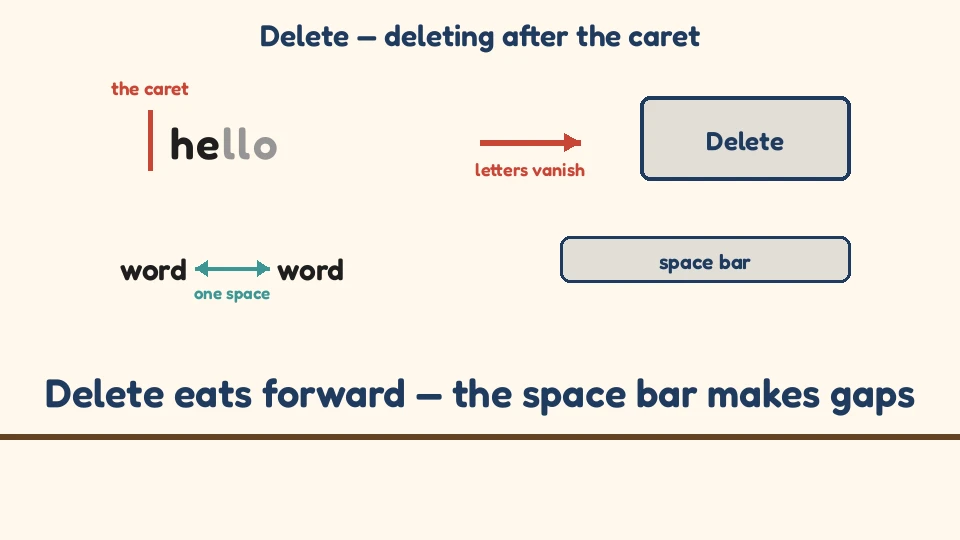 Delete — deleting after the caret
the caret
hello
letters vanish
Delete
word word
one space
space bar
Delete eats forward — the space bar makes gaps